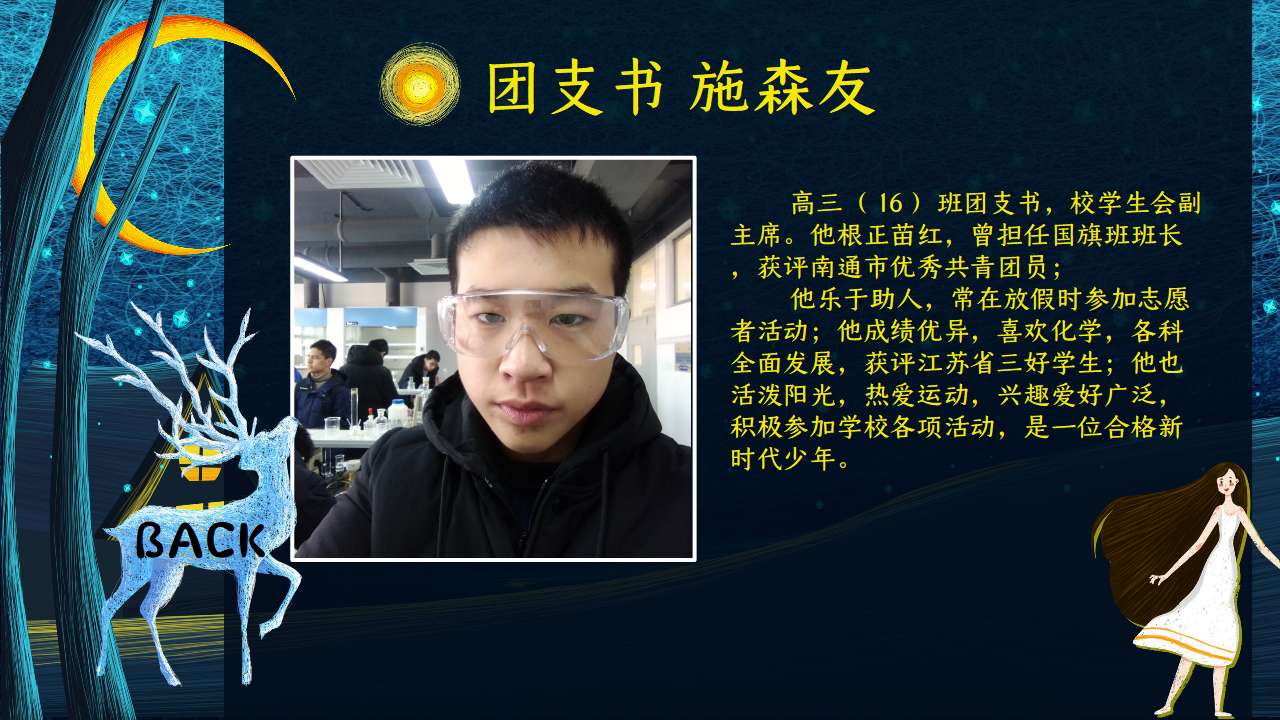 团支书 施森友
高三（16）班团支书，校学生会副
主席。他根正苗红，曾担任国旗班班长
，获评南通市优秀共青团员；
他乐于助人，常在放假时参加志愿
者活动；他成绩优异，喜欢化学，各科
全面发展，获评江苏省三好学生；他也
活泼阳光，热爱运动，兴趣爱好广泛，
积极参加学校各项活动，是一位合格新
时代少年。
BACK